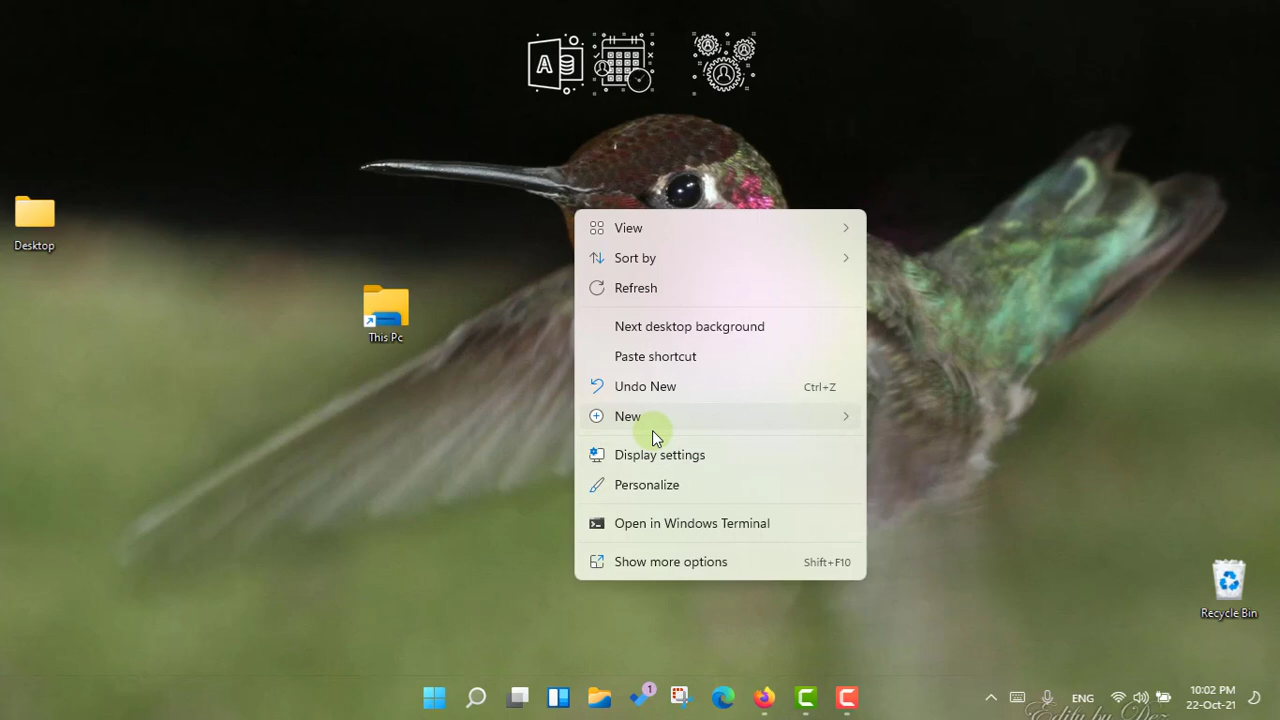 A
Desktop
This Pc
View
Sort by
Refresh
Next desktop background
Paste shortcut
Undo New Ctrl+Z
New
Display settings
Personalize
Open in Windows Terminal
Show more options Shift+F10
Recycle Bin
1
ENG
10:02 PM
22-Oct-21